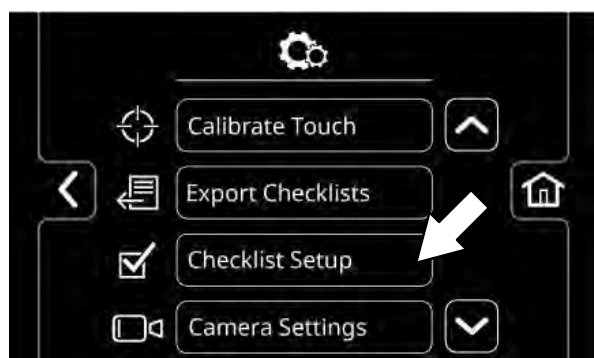 Calibrate Touch
Export Checklists
Checklist Setup
Camera Settings